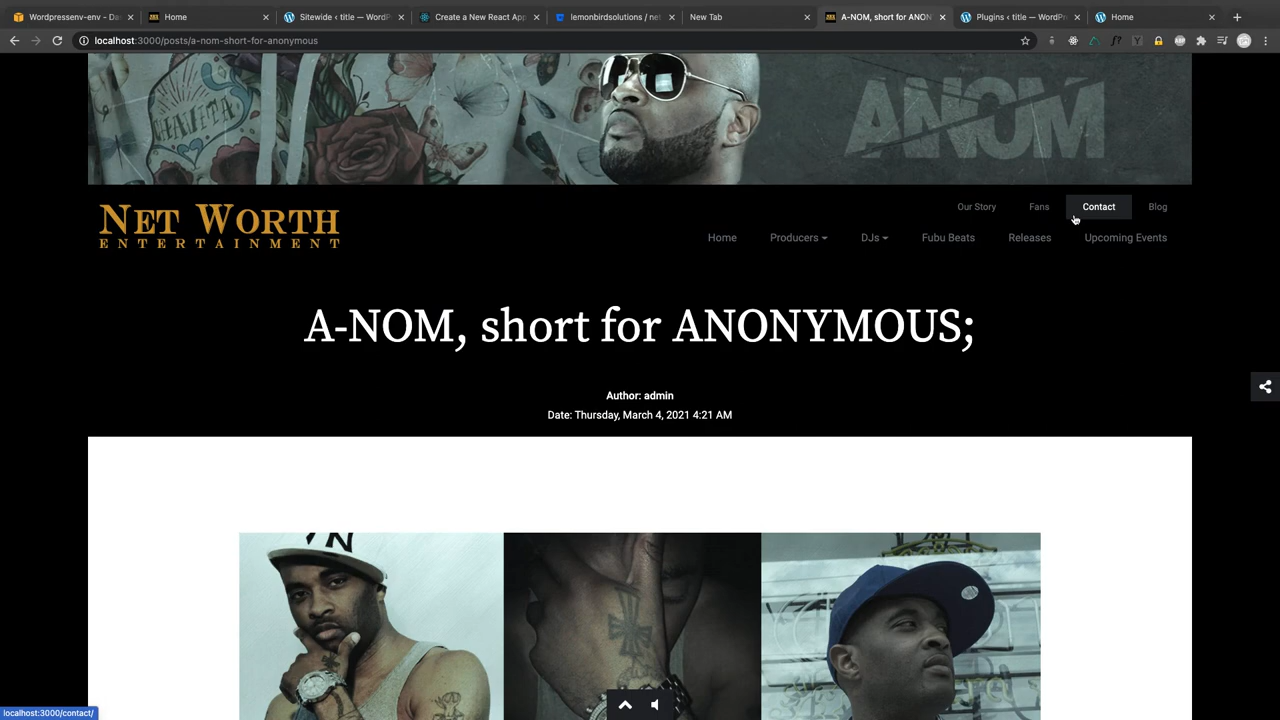 Wordpressenv-env - Da
Home
Sitewide ‹ title — WordP
Create a New React App
lemonbirdsolutions / net
New Tab
A-NOM, short for ANON
Plugins ‹ title — WordPr
Home
localhost:3000/posts/a-nom-short-for-anonymous
ANOM
NET WORTH
ENTERTAINMENT
Our Story
Fans
Contact
Blog
Home
Producers
DJs
Fubu Beats
Releases
Upcoming Events
A-NOM, short for ANONYMOUS;
Author: admin
Date: Thursday, March 4, 2021 4:21 AM
localhost:3000/contact/